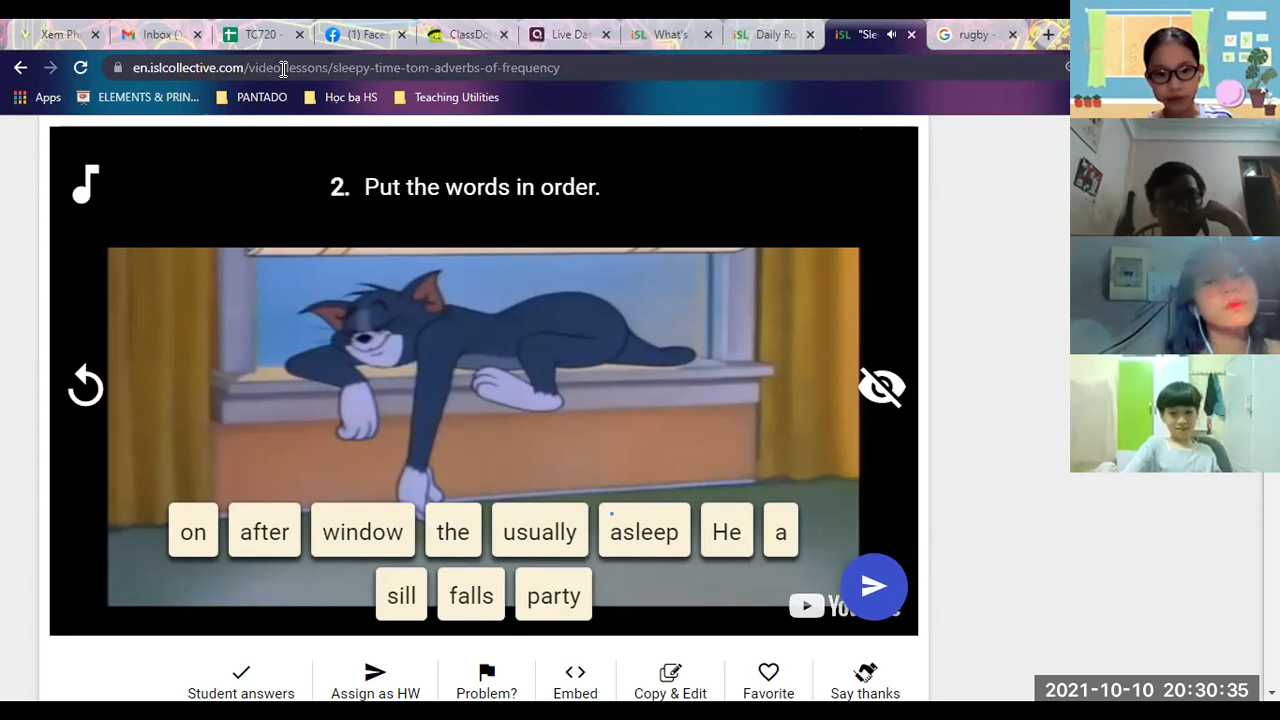 Xem Ph
Inbox (
TC720 -
(1) Face
ClassDo
Live Das
What's
Daily Ro
"Sle
rugby -
en.islcollective.com/video-lessons/sleepy-time-tom-adverbs-of-frequency
Apps
ELEMENTS & PRIN...
PANTADO
Học bạ HS
Teaching Utilities
2. Put the words in order.
on after window the usually asleep He a
sill falls party
Student answers
Assign as HW
Problem?
Embed
Copy & Edit
Favorite
Say thanks
2021-10-10 20:30:35